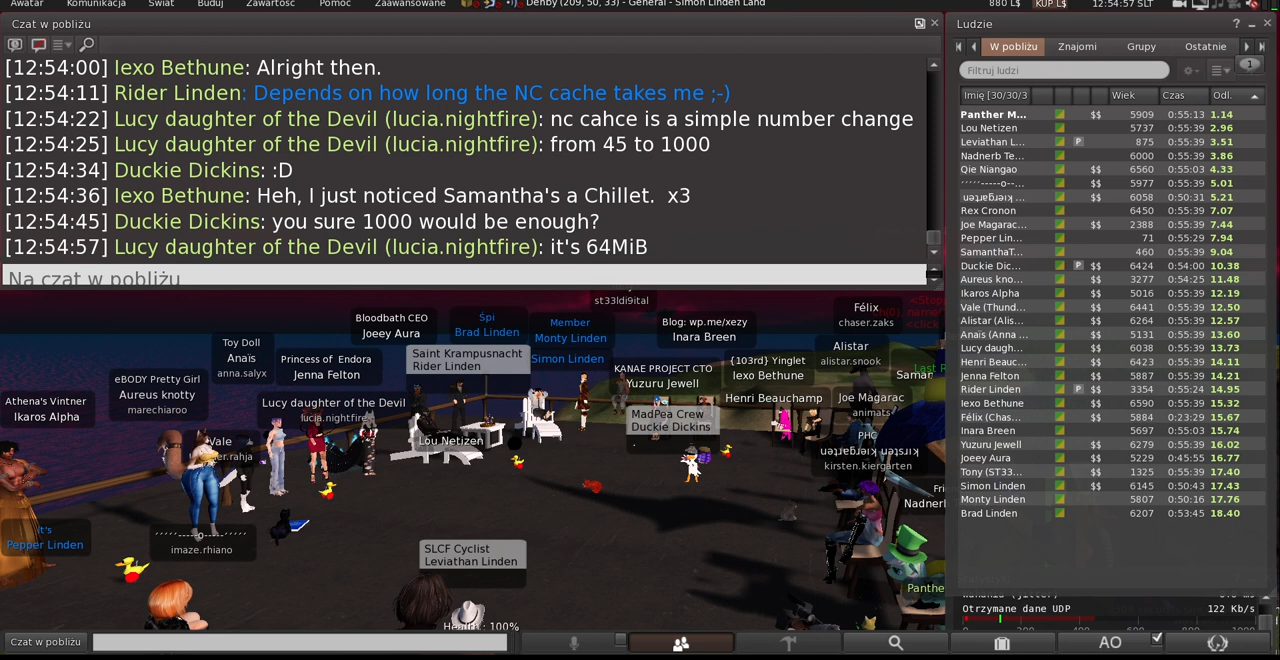 Awatar Komunikacja Świat Buduj Zawartość Pomoc Zaawansowane Denby (209, 50, 33) - General - Simon Linden Land 880 L$ KUP L$ 12:54:57 SLT
Czat w pobliżu
[12:54:00] Iexo Bethune: Alright then.
[12:54:11] Rider Linden: Depends on how long the NC cache takes me ;-)
[12:54:22] Lucy daughter of the Devil (lucia.nightfire): nc cahce is a simple number change
[12:54:25] Lucy daughter of the Devil (lucia.nightfire): from 45 to 1000
[12:54:34] Duckie Dickins: :D
[12:54:36] Iexo Bethune: Heh, I just noticed Samantha's a Chillet.  x3
[12:54:45] Duckie Dickins: you sure 1000 would be enough?
[12:54:57] Lucy daughter of the Devil (lucia.nightfire): it's 64MiB
Na czat w pobliżu
st33ldi9ital
Bloodbath CEO
Joeey Aura
Śpi
Brad Linden
Member
Monty Linden
Simon Linden
Blog: wp.me/xezy
Inara Breen
Félix
chaser.zaks
<Stop
<click
Toy Doll
Anaïs
anna.salyx
Princess of Endora
Jenna Felton
Saint Krampusnacht
Rider Linden
Alistar
alistar.snook
{103rd} Yinglet
Iexo Bethune
KANAE PROJECT CTO
Yuzuru Jewell
Last R
Samar
eBODY Pretty Girl
Aureus knotty
marechiaroo
Athena's Vintner
Ikaros Alpha
Lucy daughter of the Devil
lucia.nightfire
Henri Beauchamp
Joe Magarac
animats
MadPea Crew
Duckie Dickins
Lou Netizen
Vale
er.rahja
PHC
uǝʇɹɐƃɹǝıʞ uǝʇsɹıʞ
kirsten.kiergarten
Fri
Nadnerl
It's
Pepper Linden
´´´´´-----o--´´´´´
imaze.rhiano
SLCF Cyclist
Leviathan Linden
Panthe
Health: 100%
Czat w pobliżu
AO
Ludzie
? _ ×
W pobliżu Znajomi Grupy Ostatnie
Filtruj ludzi
1
Imię [30/30/3 Wiek Czas Odl.
Panther M... $$ 5909 0:55:13 1.14
Lou Netizen 5737 0:55:39 2.96
Leviathan L... P 875 0:55:39 3.51
Nadnerb Te... 6000 0:55:39 3.86
Qie Niangao $$ 6560 0:55:03 4.33
´´´´´-----o--... $$ 5977 0:55:39 5.01
uǝʇɹɐƃɹǝıʞ ... $$ 6058 0:50:31 5.21
Rex Cronon 6450 0:55:39 7.07
Joe Magarac... $$ 2388 0:55:39 7.44
Pepper Lin... 71 0:55:29 7.94
SamanthaT... 460 0:55:39 9.04
Duckie Dic... P $$ 6424 0:54:00 10.38
Aureus kno... $$ 3277 0:54:25 11.48
Ikaros Alpha $$ 5016 0:55:39 12.19
Vale (Thund... $$ 6441 0:55:39 12.50
Alistar (Alis... $$ 6264 0:55:39 12.57
Anaïs (Anna ... $$ 5131 0:55:39 13.60
Lucy daugh... $$ 6038 0:55:39 13.73
Henri Beauc... $$ 6423 0:55:39 14.11
Jenna Felton $$ 5887 0:55:39 14.21
Rider Linden P $$ 3354 0:55:24 14.95
Iexo Bethune $$ 6590 0:55:39 15.32
Félix (Chas... $$ 5884 0:23:29 15.67
Inara Breen 5697 0:55:03 15.74
Yuzuru Jewell $$ 6279 0:55:39 16.02
Joeey Aura $$ 5229 0:45:55 16.77
Tony (ST33... $$ 1325 0:55:39 17.40
Simon Linden $$ 6145 0:50:43 17.43
Monty Linden 5807 0:50:16 17.76
Brad Linden 6207 0:53:45 18.40
Otrzymane dane UDP 122 Kb/s